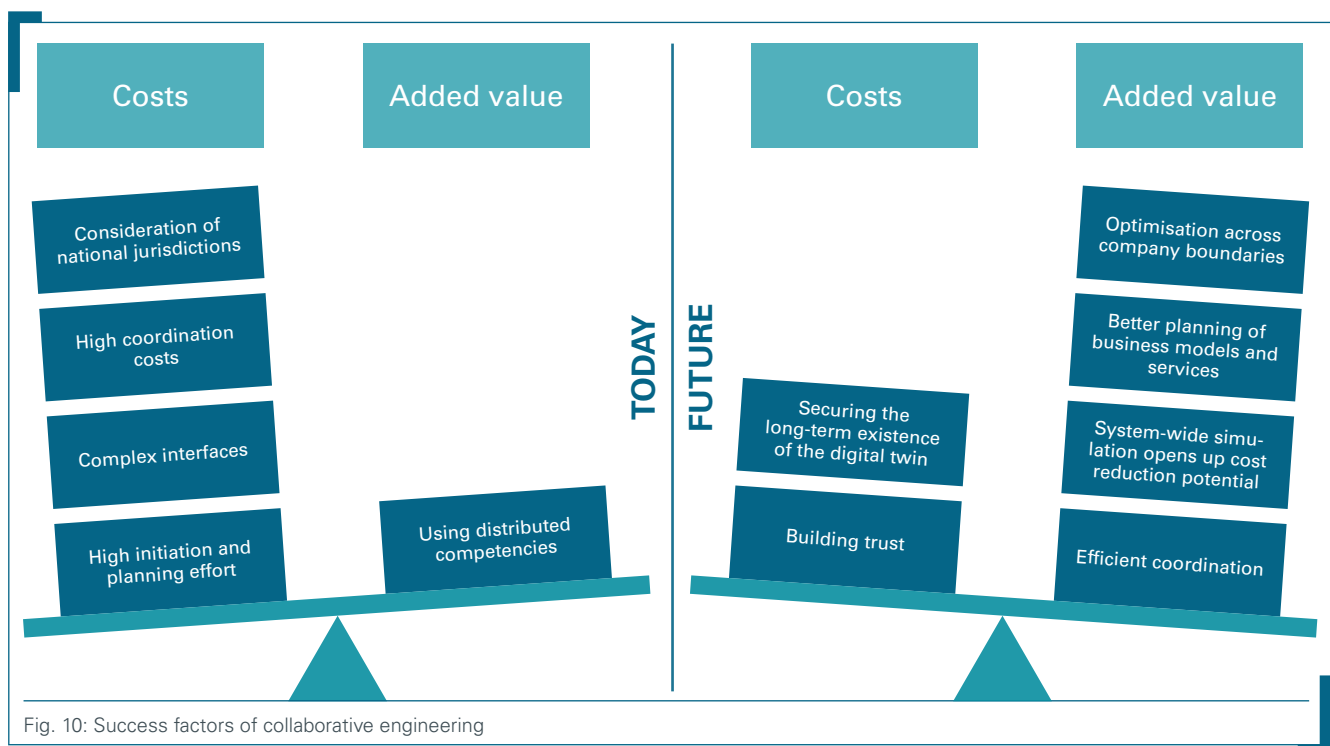 Costs
Added value
Consideration of
national jurisdictions
High coordination
costs
Complex interfaces
High initiation and
planning effort
Using distributed
competencies
TODAY
FUTURE
Costs
Added value
Securing the
long-term existence
of the digital twin
Building trust
Optimisation across
company boundaries
Better planning of
business models and
services
System-wide simu-
lation opens up cost
reduction potential
Efficient coordination
Fig. 10: Success factors of collaborative engineering